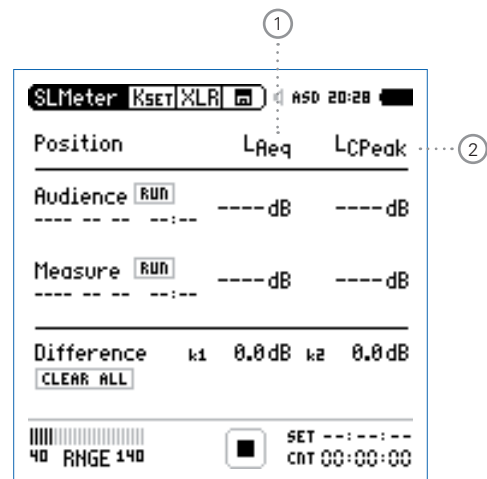 1
SLMeter KSET XLR ASD 20:28
Position LAeq LCPeak 2
Audience RUN ----dB ----dB
---- -- -- --:--
Measure RUN ----dB ----dB
---- -- -- --:--
Difference k1 0.0dB k2 0.0dB
CLEAR ALL
SET --:--:--
40 RNGE 140 CNT 00:00:00